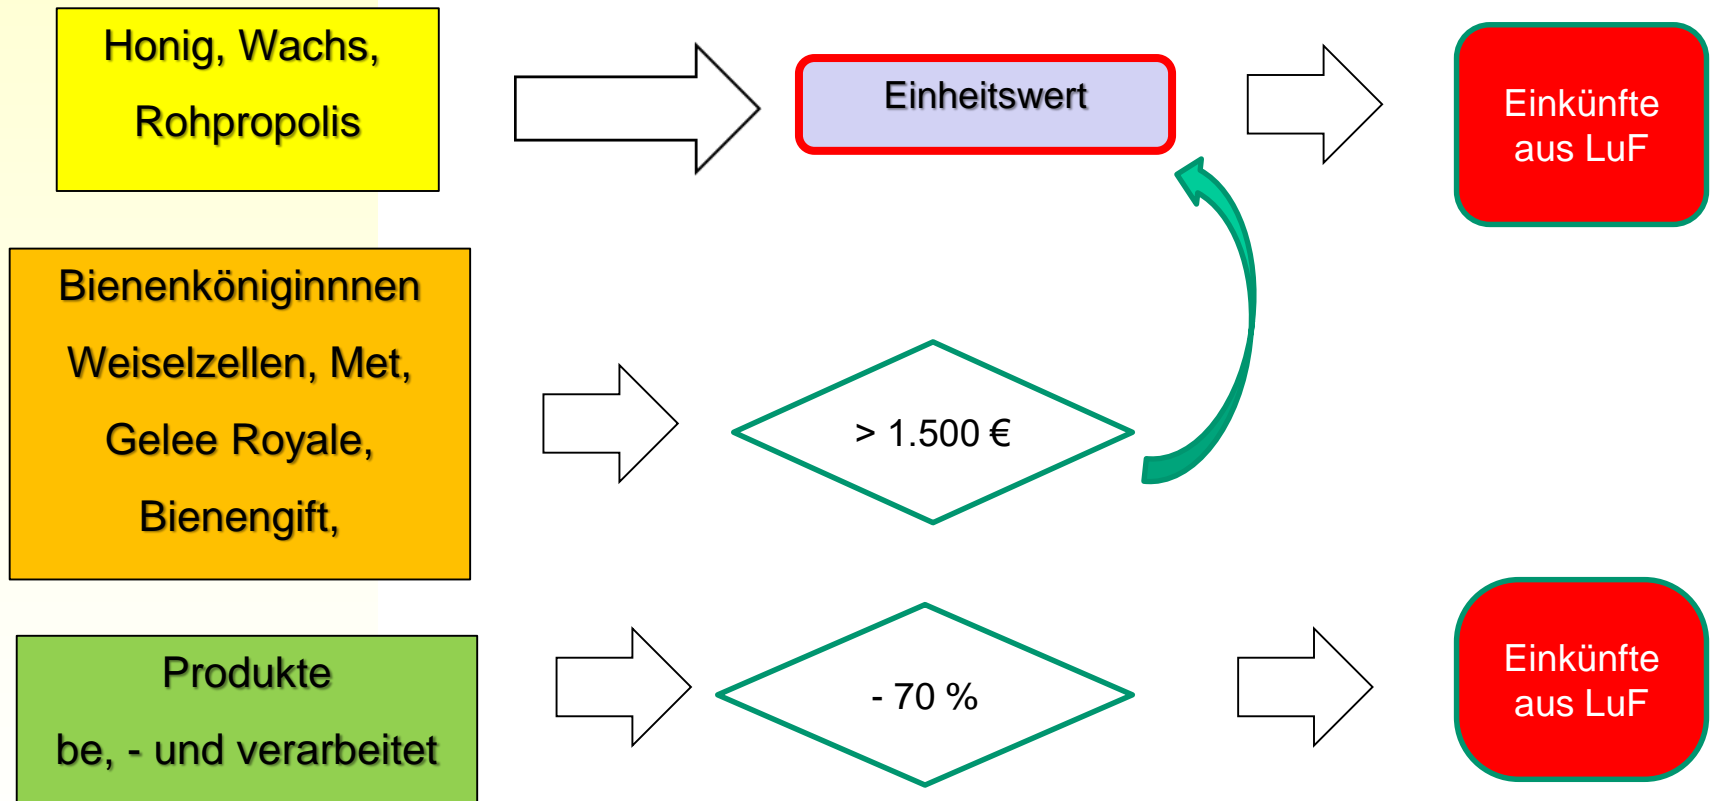 Honig, Wachs,
Rohpropolis
Einheitswert
Einkünfte
aus LuF
Bienenköniginnnen
Weiselzellen, Met,
Gelee Royale,
Bienengift,
> 1.500 €
Produkte
be, - und verarbeitet
- 70 %
Einkünfte
aus LuF